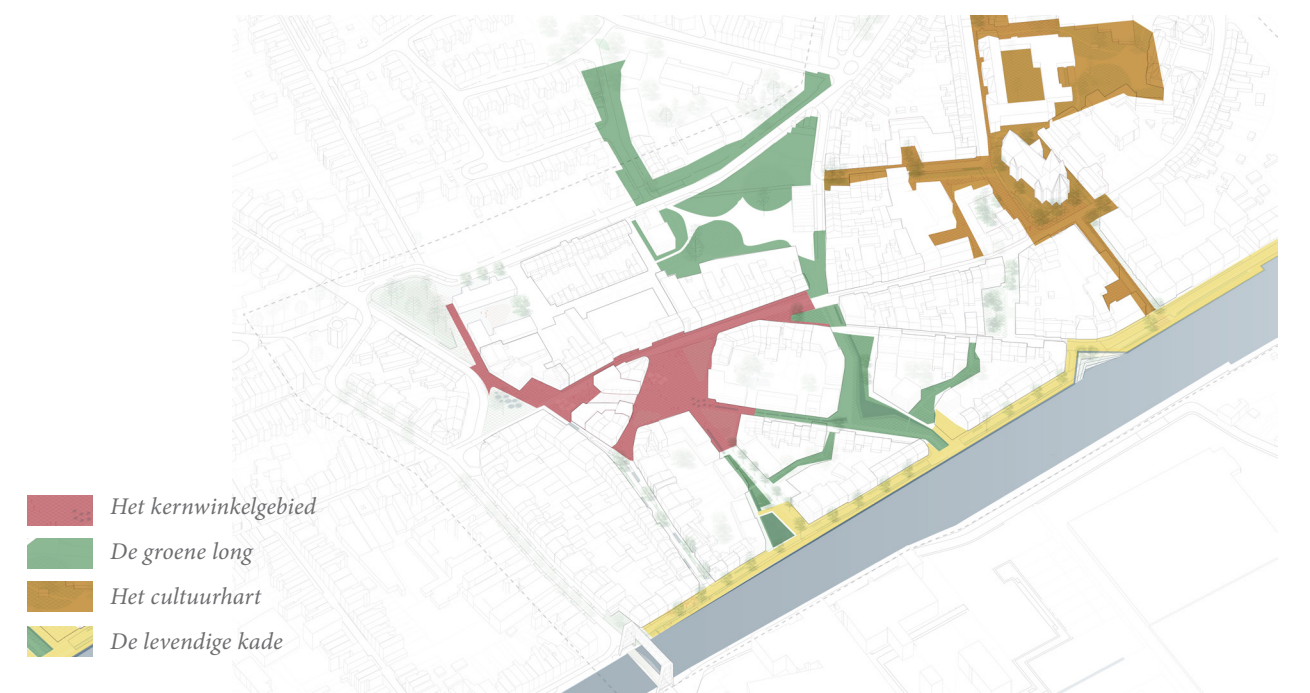 Het kernwinkelgebied
De groene long
Het cultuurhart
De levendige kade